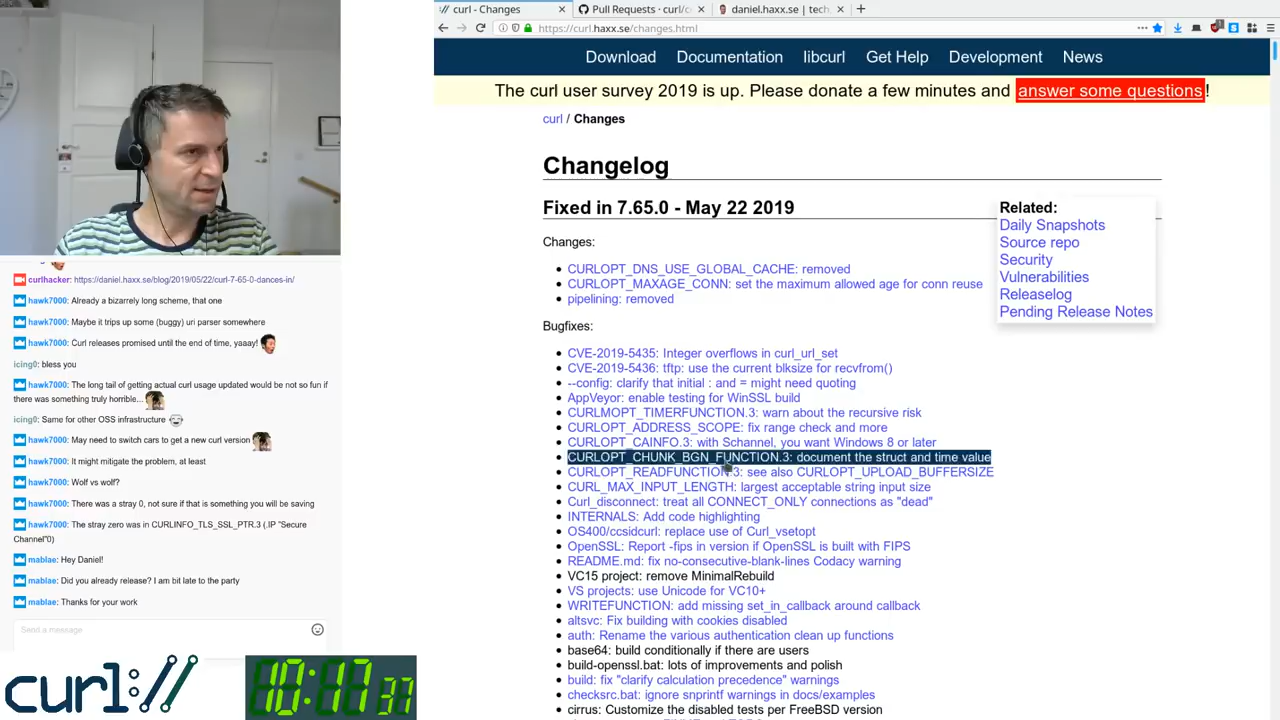 curl - Changes
Pull Requests · curl/c
daniel.haxx.se | tech
https://curl.haxx.se/changes.html
Download Documentation libcurl Get Help Development News
The curl user survey 2019 is up. Please donate a few minutes and answer some questions!
curl / Changes
Changelog
Fixed in 7.65.0 - May 22 2019
Related:
Daily Snapshots
Source repo
Security
Vulnerabilities
Releaselog
Pending Release Notes
Changes:
CURLOPT_DNS_USE_GLOBAL_CACHE: removed
CURLOPT_MAXAGE_CONN: set the maximum allowed age for conn reuse
pipelining: removed
Bugfixes:
CVE-2019-5435: Integer overflows in curl_url_set
CVE-2019-5436: tftp: use the current blksize for recvfrom()
--config: clarify that initial : and = might need quoting
AppVeyor: enable testing for WinSSL build
CURLMOPT_TIMERFUNCTION.3: warn about the recursive risk
CURLOPT_ADDRESS_SCOPE: fix range check and more
CURLOPT_CAINFO.3: with Schannel, you want Windows 8 or later
CURLOPT_CHUNK_BGN_FUNCTION.3: document the struct and time value
CURLOPT_READFUNCTION.3: see also CURLOPT_UPLOAD_BUFFERSIZE
CURL_MAX_INPUT_LENGTH: largest acceptable string input size
Curl_disconnect: treat all CONNECT_ONLY connections as "dead"
INTERNALS: Add code highlighting
OS400/ccsidcurl: replace use of Curl_vsetopt
OpenSSL: Report -fips in version if OpenSSL is built with FIPS
README.md: fix no-consecutive-blank-lines Codacy warning
VC15 project: remove MinimalRebuild
VS projects: use Unicode for VC10+
WRITEFUNCTION: add missing set_in_callback around callback
altsvc: Fix building with cookies disabled
auth: Rename the various authentication clean up functions
base64: build conditionally if there are users
build-openssl.bat: lots of improvements and polish
build: fix "clarify calculation precedence" warnings
checksrc.bat: ignore snprintf warnings in docs/examples
cirrus: Customize the disabled tests per FreeBSD version
curlhacker: https://daniel.haxx.se/blog/2019/05/22/curl-7-65-0-dances-in/
hawk7000: Already a bizarrely long scheme, that one
hawk7000: Maybe it trips up some (buggy) uri parser somewhere
hawk7000: Curl releases promised until the end of time, yaaay!
icing0: bless you
hawk7000: The long tail of getting actual curl usage updated would be not so fun if
there was something truly horrible...
icing0: Same for other OSS infrastructure
hawk7000: May need to switch cars to get a new curl version
hawk7000: It might mitigate the problem, at least
hawk7000: Wolf vs wolf?
hawk7000: There was a stray 0, not sure if that is something you will be saving
hawk7000: The stray zero was in CURLINFO_TLS_SSL_PTR.3 (.IP "Secure
Channel"0)
mablae: Hey Daniel!
mablae: Did you already release? I am bit late to the party
mablae: Thanks for your work
Send a message
curl://
10:17 37